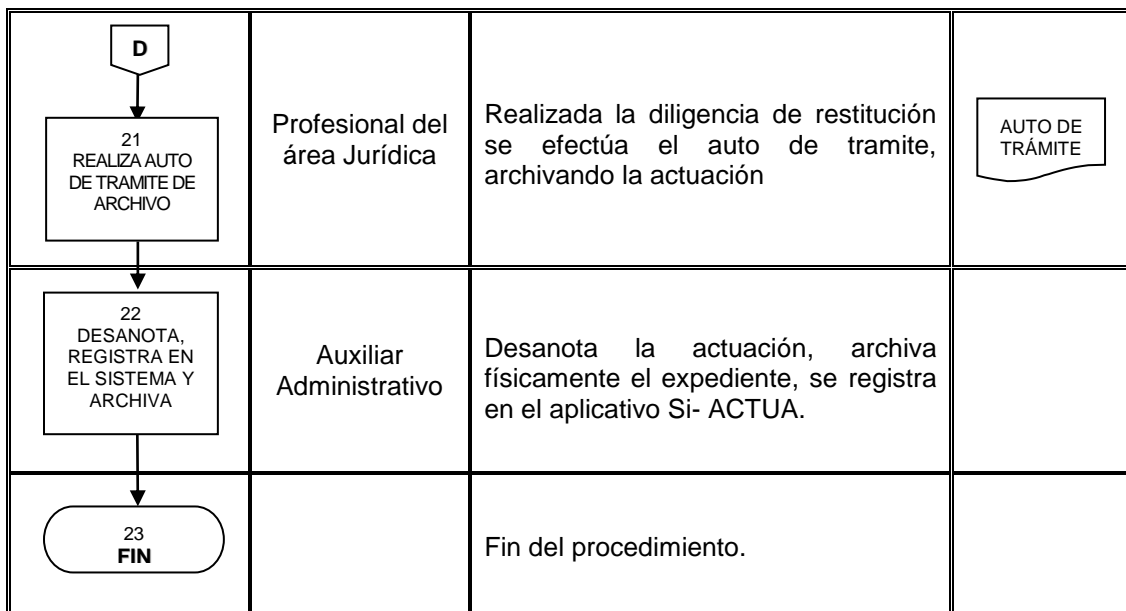 D
21
REALIZA AUTO
DE TRAMITE DE
ARCHIVO
Profesional del
área Jurídica
Realizada la diligencia de restitución
se efectúa el auto de tramite,
archivando la actuación
AUTO DE
TRÁMITE
22
DESANOTA,
REGISTRA EN
EL SISTEMA Y
ARCHIVA
Auxiliar
Administrativo
Desanota la actuación, archiva
físicamente el expediente, se registra
en el aplicativo Si- ACTUA.
23
FIN
Fin del procedimiento.